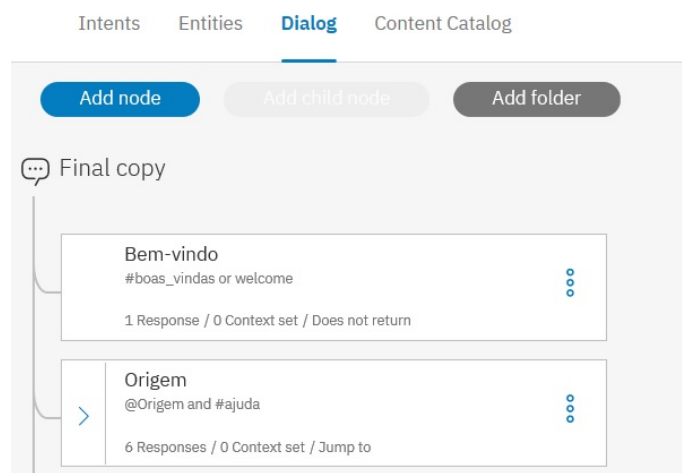 Intents Entities Dialog Content Catalog
Add node Add child node Add folder
Final copy
Bem-vindo
#boas_vindas or welcome
1 Response / 0 Context set / Does not return
Origem
@Origem and #ajuda
6 Responses / 0 Context set / Jump to